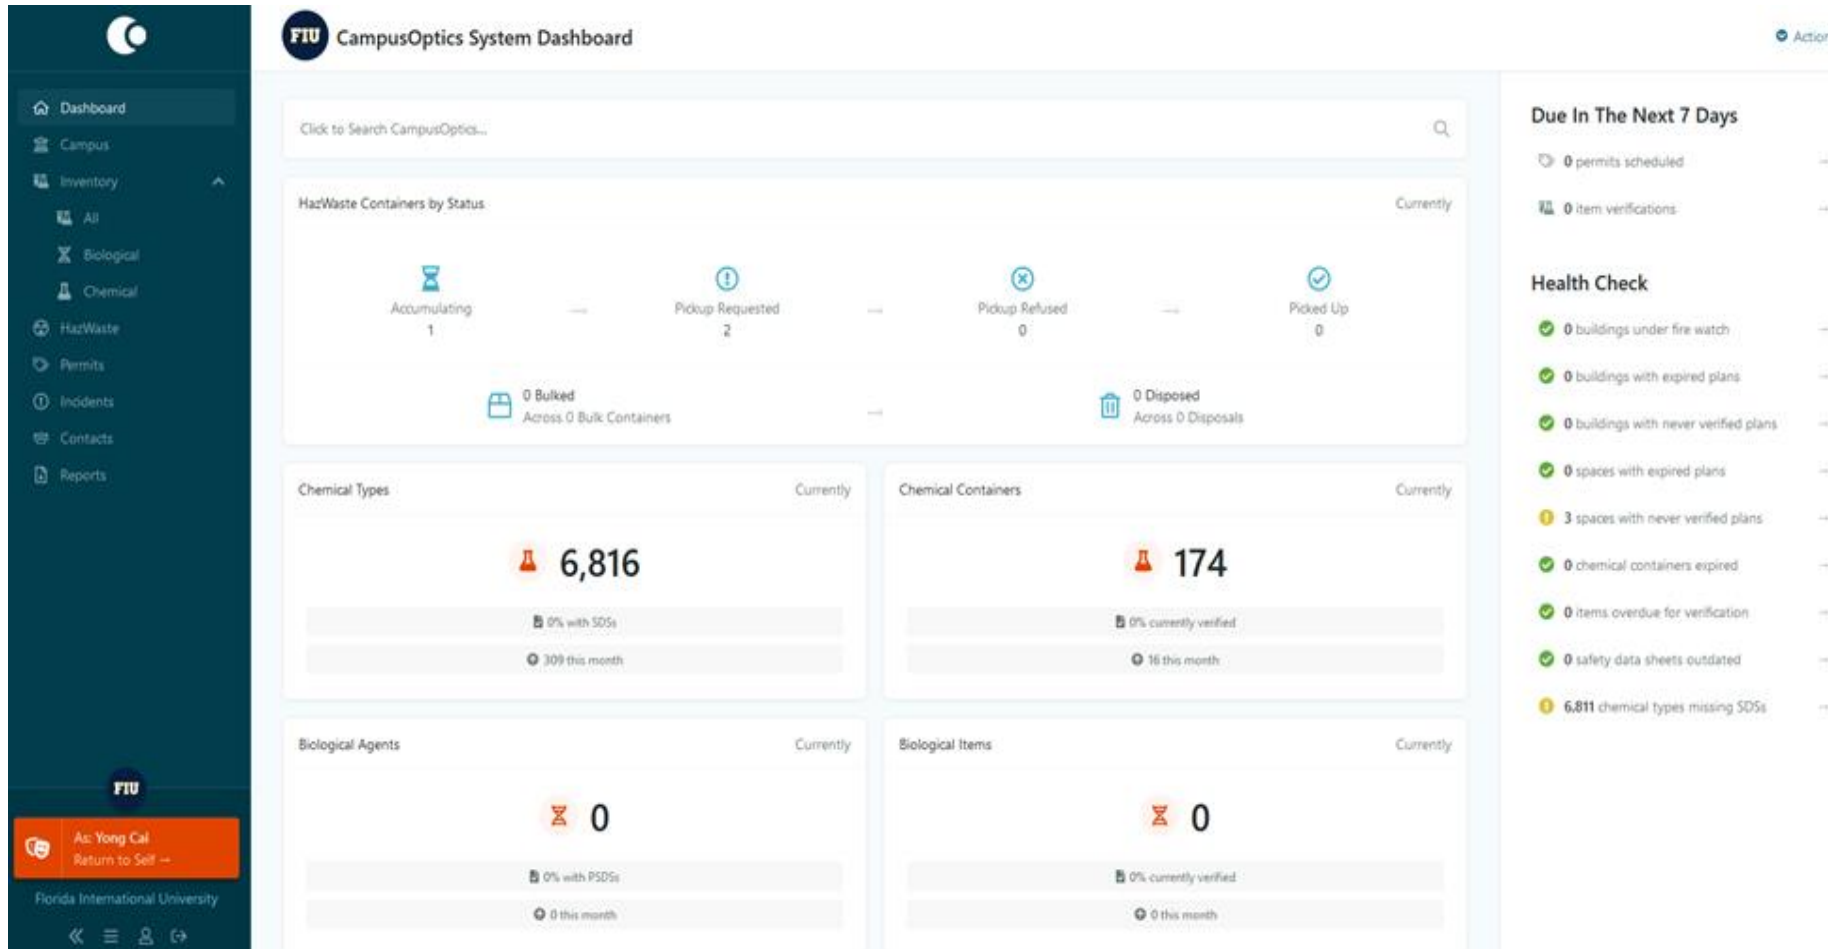 FIU CampusOptics System Dashboard
Dashboard
Campus
Inventory
All
Biological
Chemical
HazWaste
Permits
Incidents
Contacts
Reports
FIU
As: Yong Cal
Return to Self →
Florida International University
Click to Search CampusOptics...
HazWaste Containers by Status
Currently
Accumulating
1
Pickup Requested
2
Pickup Refused
0
Picked Up
0
0 Bulked
Across 0 Bulk Containers
0 Disposed
Across 0 Disposals
Chemical Types
Currently
6,816
0% with SDSs
309 this month
Chemical Containers
Currently
174
0% currently verified
16 this month
Biological Agents
Currently
0
0% with PSDSs
0 this month
Biological Items
Currently
0
0% currently verified
0 this month
Action
Due In The Next 7 Days
0 permits scheduled
0 item verifications
Health Check
0 buildings under fire watch
0 buildings with expired plans
0 buildings with never verified plans
0 spaces with expired plans
3 spaces with never verified plans
0 chemical containers expired
0 items overdue for verification
0 safety data sheets outdated
6,811 chemical types missing SDSs